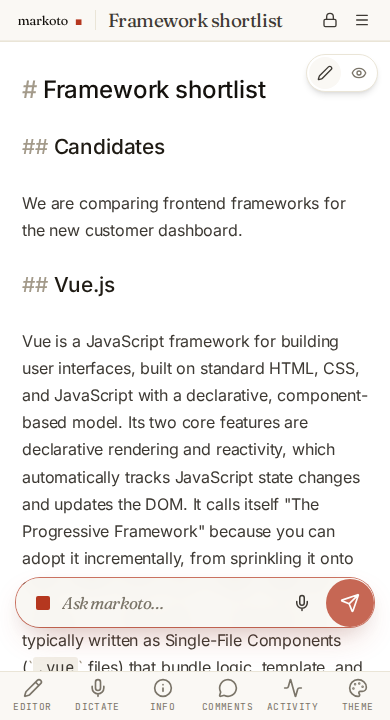 markoto
Framework shortlist
# Framework shortlist
## Candidates
We are comparing frontend frameworks for
the new customer dashboard.
## Vue.js
Vue is a JavaScript framework for building
user interfaces, built on standard HTML, CSS,
and JavaScript with a declarative, component-
based model. Its two core features are
declarative rendering and reactivity, which
automatically tracks JavaScript state changes
and updates the DOM. It calls itself "The
Progressive Framework" because you can
adopt it incrementally, from sprinkling it onto
Ask markoto...
typically written as Single-File Components
(`.vue` files) that bundle logic, template, and
EDITOR
DICTATE
INFO
COMMENTS
ACTIVITY
THEME